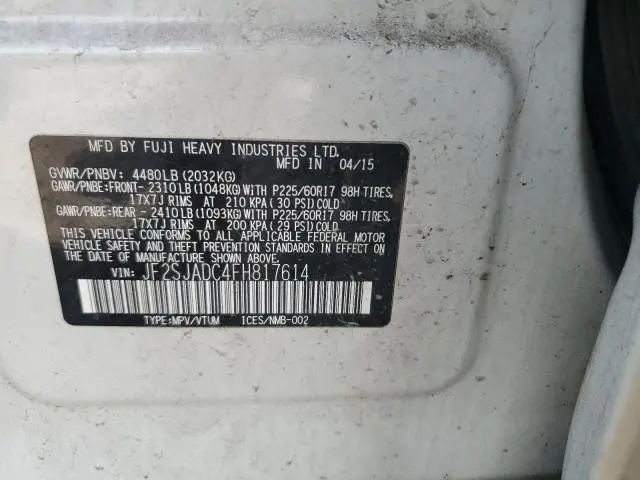 MFD BY FUJI HEAVY INDUSTRIES LTD.
MFD IN 04/15
GVWR/PNBV: 4480LB (2032KG)
GAWR/PNBE:FRONT- 2310LB(1048KG)WITH P225/60R17 98H TIRES,
17X7J RIMS AT 210 KPA( 30 PSI)COLD
GAWR/PNBE:REAR - 2410LB(1093KG)WITH P225/60R17 98H TIRES,
17X7J RIMS AT 200 KPA( 29 PSI)COLD
THIS VEHICLE CONFORMS TO ALL APPLICABLE FEDERAL MOTOR
VEHICLE SAFETY AND THEFT PREVENTION STANDARDS IN EFFECT ON
THE DATE OF MANUFACTURE SHOWN ABOVE.
VIN: JF2SJADC4FH817614
TYPE:MPV/VTUM ICES/NMB-002